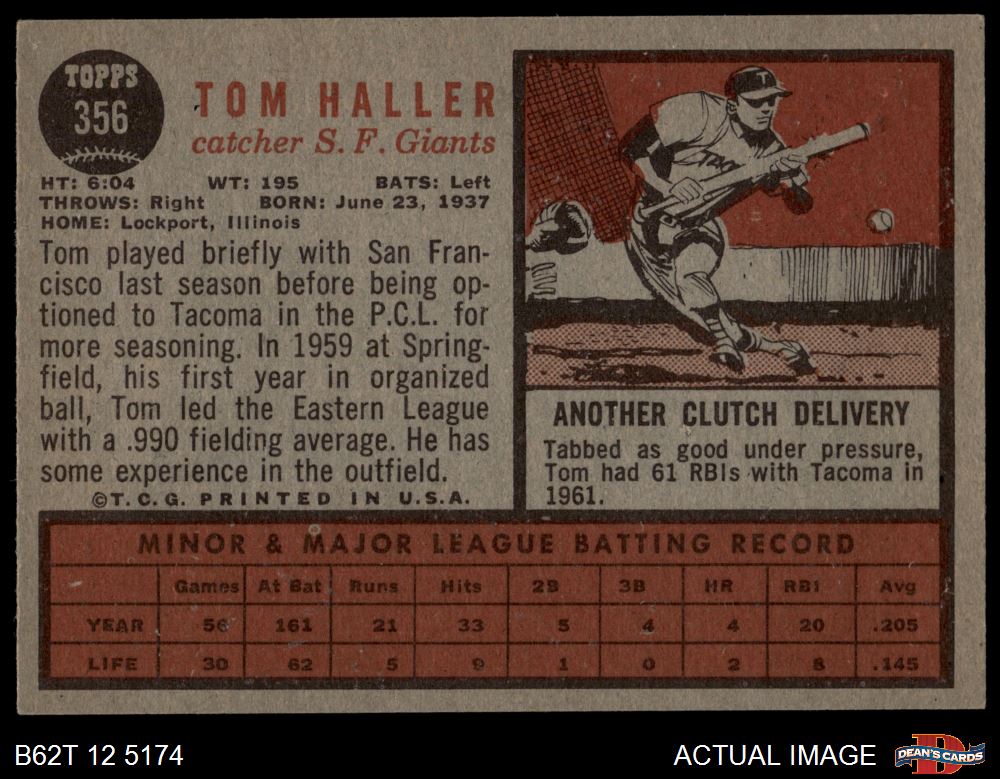 TOPPS
356
TOM HALLER
catcher S. F. Giants
HT: 6:04 WT: 195 BATS: Left
THROWS: Right BORN: June 23, 1937
HOME: Lockport, Illinois
Tom played briefly with San Fran-
cisco last season before being op-
tioned to Tacoma in the P.C.L. for
more seasoning. In 1959 at Spring-
field, his first year in organized
ball, Tom led the Eastern League
with a .990 fielding average. He has
some experience in the outfield.
©T.C.G. PRINTED IN U.S.A.
T
TAC
ANOTHER CLUTCH DELIVERY
Tabbed as good under pressure,
Tom had 61 RBIs with Tacoma in
1961.
MINOR & MAJOR LEAGUE BATTING RECORD
Games At Bat Runs Hits 2B 3B HR RBI Avg
YEAR 56 161 21 33 5 4 4 20 .205
LIFE 30 62 5 9 1 0 2 8 .145
B62T 12 5174 ACTUAL IMAGE
D
DEAN'S CARDS